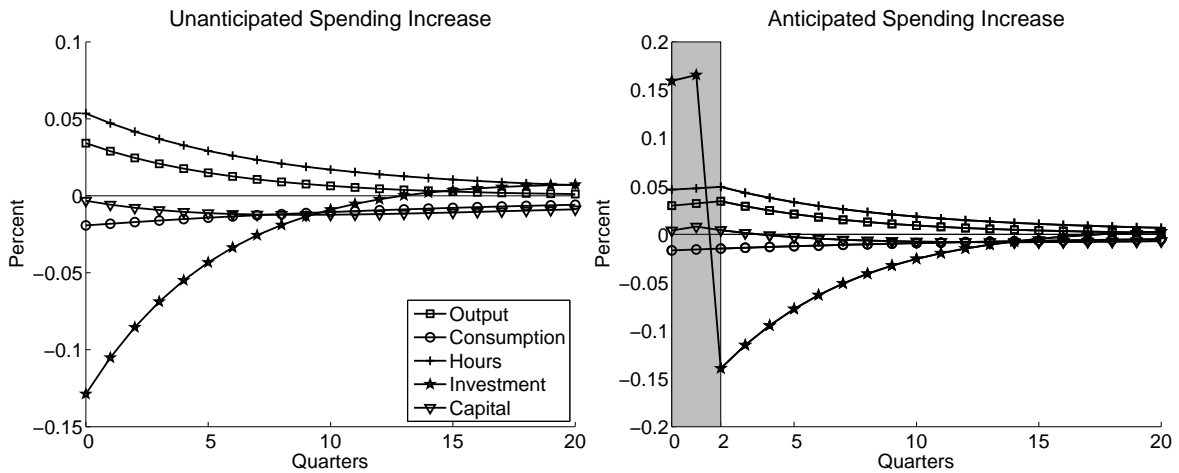 Unanticipated Spending Increase
0.1
0.05
0
−0.05
−0.1
−0.15
Percent
0 5 10 15 20
Quarters
Output
Consumption
Hours
Investment
Capital
Anticipated Spending Increase
0.2
0.15
0.1
0.05
0
−0.05
−0.1
−0.15
−0.2
Percent
0 2 5 10 15 20
Quarters